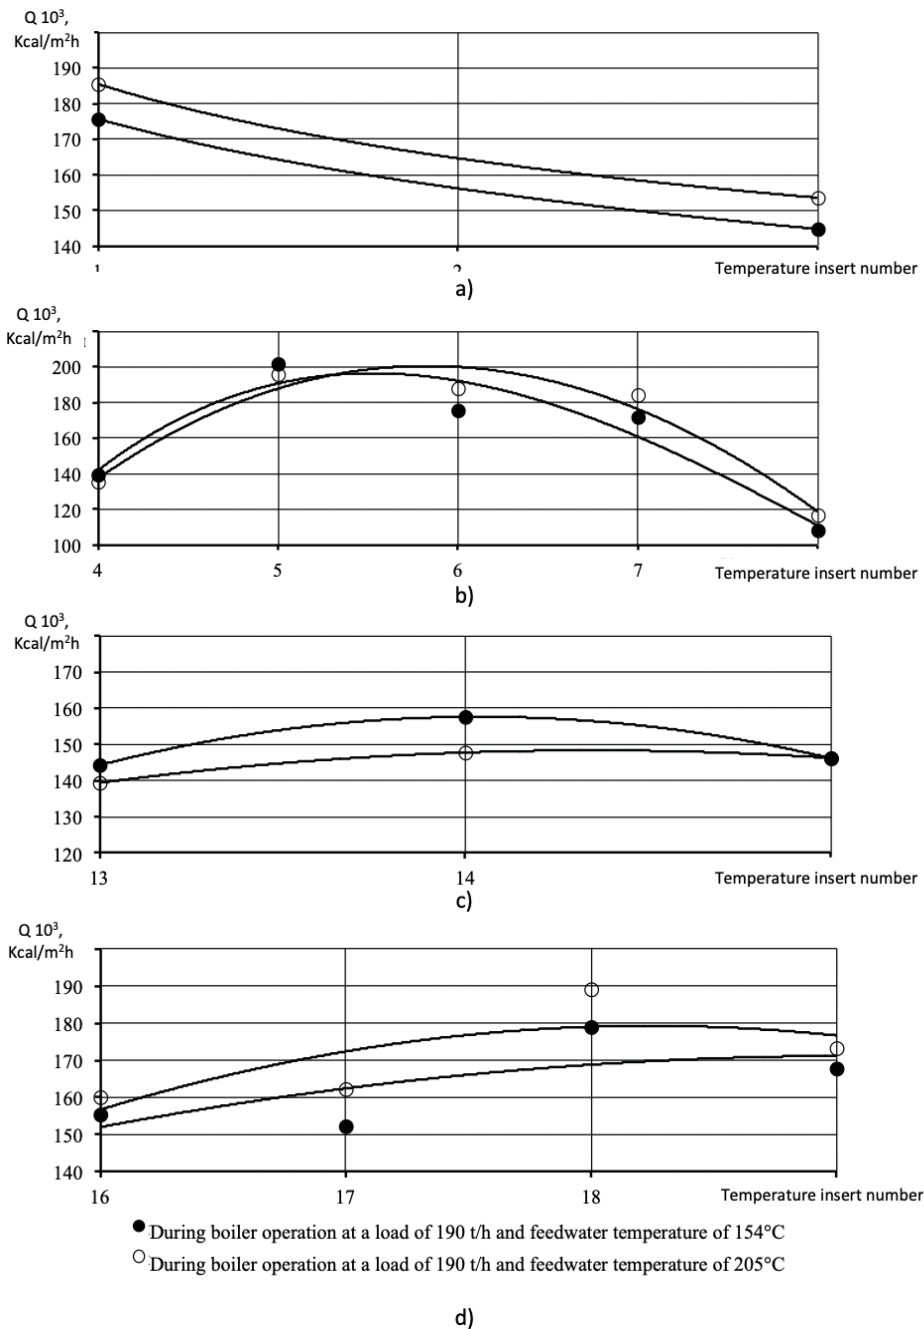 Q 10³,
Kcal/m²h
190
180
170
160
150
140
1
Temperature insert number
a)
Q 10³,
Kcal/m²h
200
180
160
140
120
100
4 5 6 7 Temperature insert number
b)
Q 10³,
Kcal/m²h
170
160
150
140
130
120
13 14 Temperature insert number
c)
Q 10³,
Kcal/m²h
190
180
170
160
150
140
16 17 18 Temperature insert number
During boiler operation at a load of 190 t/h and feedwater temperature of 154°C
During boiler operation at a load of 190 t/h and feedwater temperature of 205°C
d)